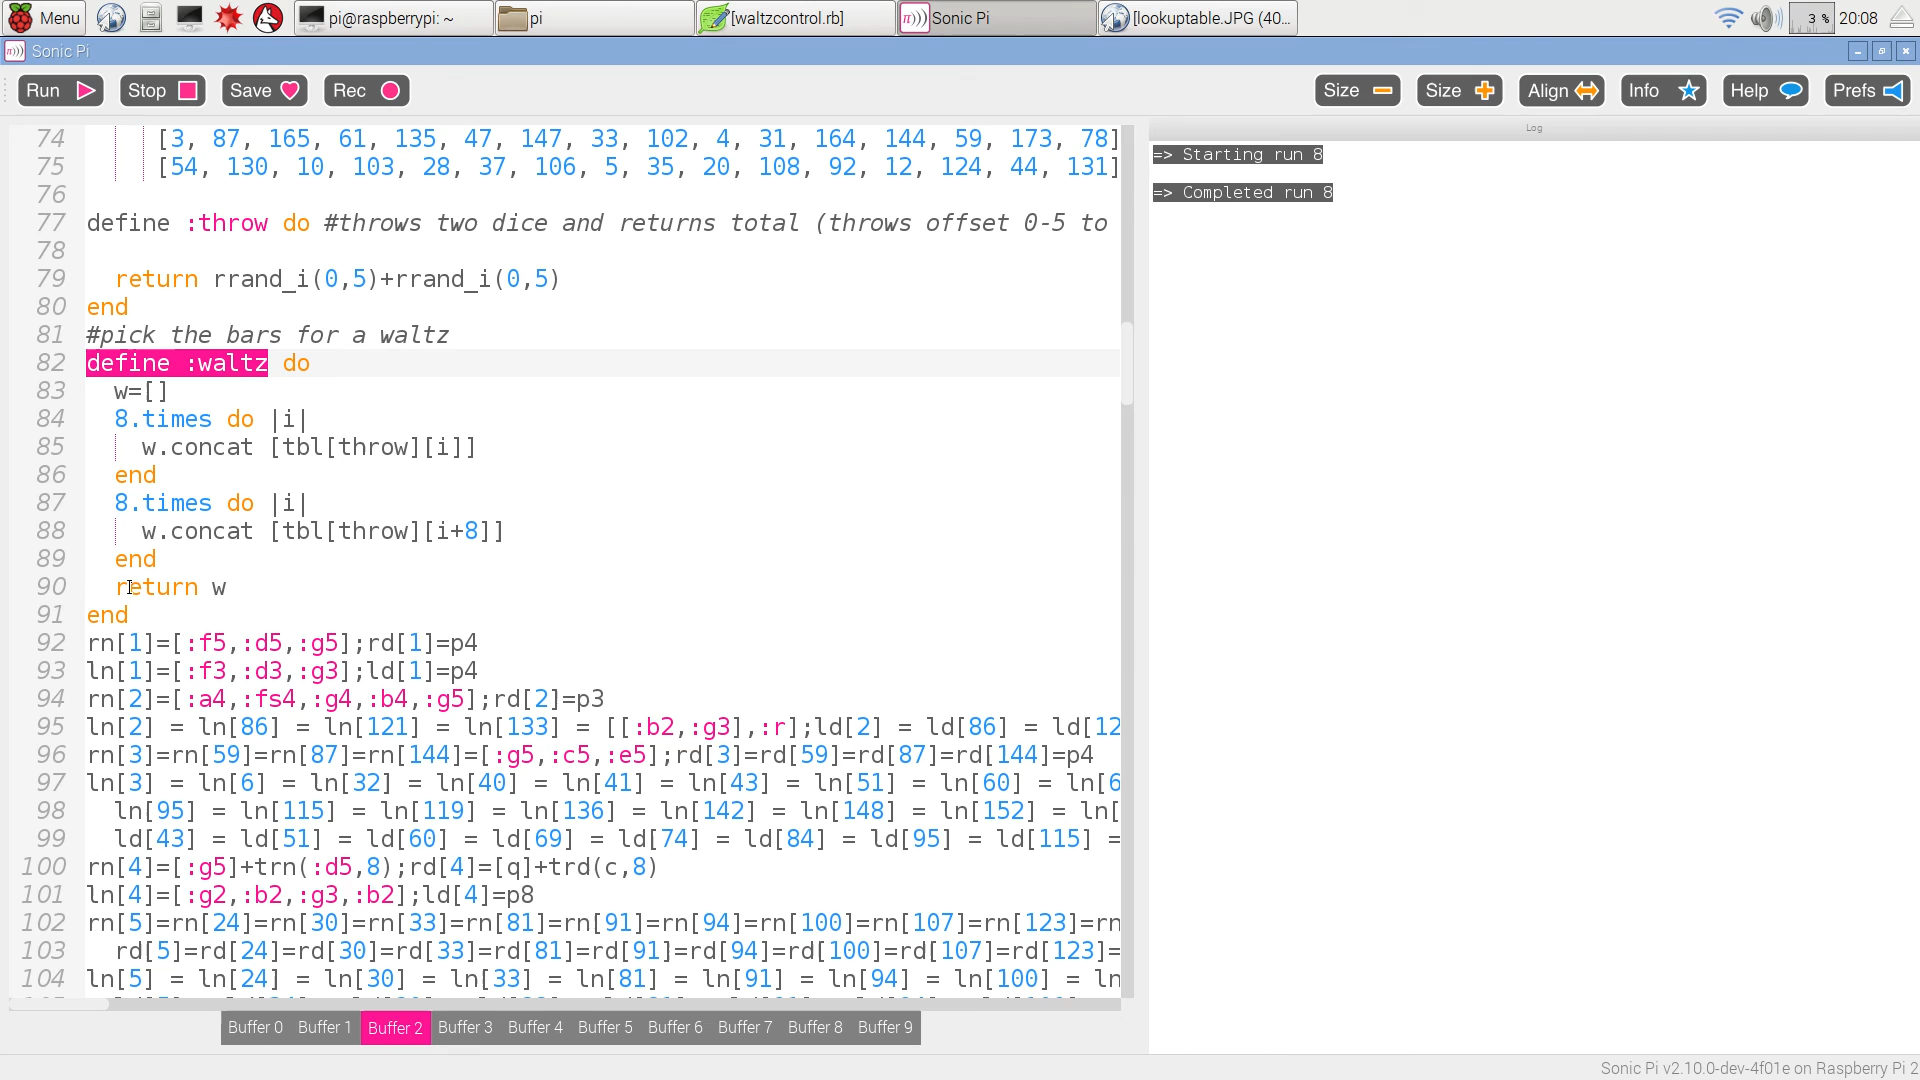 Menu
pi@raspberrypi: ~
pi
[waltzcontrol.rb]
π))) Sonic Pi
[lookuptable.JPG (40...
3 %
20:08
π))) Sonic Pi
Run
Stop
Save
Rec
Size
Size
Align
Info
Help
Prefs
Log
74 [3, 87, 165, 61, 135, 47, 147, 33, 102, 4, 31, 164, 144, 59, 173, 78]
75 [54, 130, 10, 103, 28, 37, 106, 5, 35, 20, 108, 92, 12, 124, 44, 131]
76
77 define :throw do #throws two dice and returns total (throws offset 0-5 to
78
79 return rrand_i(0,5)+rrand_i(0,5)
80 end
81 #pick the bars for a waltz
82 define :waltz do
83 w=[]
84 8.times do |i|
85 w.concat [tbl[throw][i]]
86 end
87 8.times do |i|
88 w.concat [tbl[throw][i+8]]
89 end
90 return w
91 end
92 rn[1]=[:f5,:d5,:g5];rd[1]=p4
93 ln[1]=[:f3,:d3,:g3];ld[1]=p4
94 rn[2]=[:a4,:fs4,:g4,:b4,:g5];rd[2]=p3
95 ln[2] = ln[86] = ln[121] = ln[133] = [[:b2,:g3],:r];ld[2] = ld[86] = ld[12
96 rn[3]=rn[59]=rn[87]=rn[144]=[:g5,:c5,:e5];rd[3]=rd[59]=rd[87]=rd[144]=p4
97 ln[3] = ln[6] = ln[32] = ln[40] = ln[41] = ln[43] = ln[51] = ln[60] = ln[6
98 ln[95] = ln[115] = ln[119] = ln[136] = ln[142] = ln[148] = ln[152] = ln[
99 ld[43] = ld[51] = ld[60] = ld[69] = ld[74] = ld[84] = ld[95] = ld[115] =
100 rn[4]=[:g5]+trn(:d5,8);rd[4]=[q]+trd(c,8)
101 ln[4]=[:g2,:b2,:g3,:b2];ld[4]=p8
102 rn[5]=rn[24]=rn[30]=rn[33]=rn[81]=rn[91]=rn[94]=rn[100]=rn[107]=rn[123]=rn
103 rd[5]=rd[24]=rd[30]=rd[33]=rd[81]=rd[91]=rd[94]=rd[100]=rd[107]=rd[123]=
104 ln[5] = ln[24] = ln[30] = ln[33] = ln[81] = ln[91] = ln[94] = ln[100] = ln
=> Starting run 8
=> Completed run 8
Buffer 0 Buffer 1 Buffer 2 Buffer 3 Buffer 4 Buffer 5 Buffer 6 Buffer 7 Buffer 8 Buffer 9
Sonic Pi v2.10.0-dev-4f01e on Raspberry Pi 2